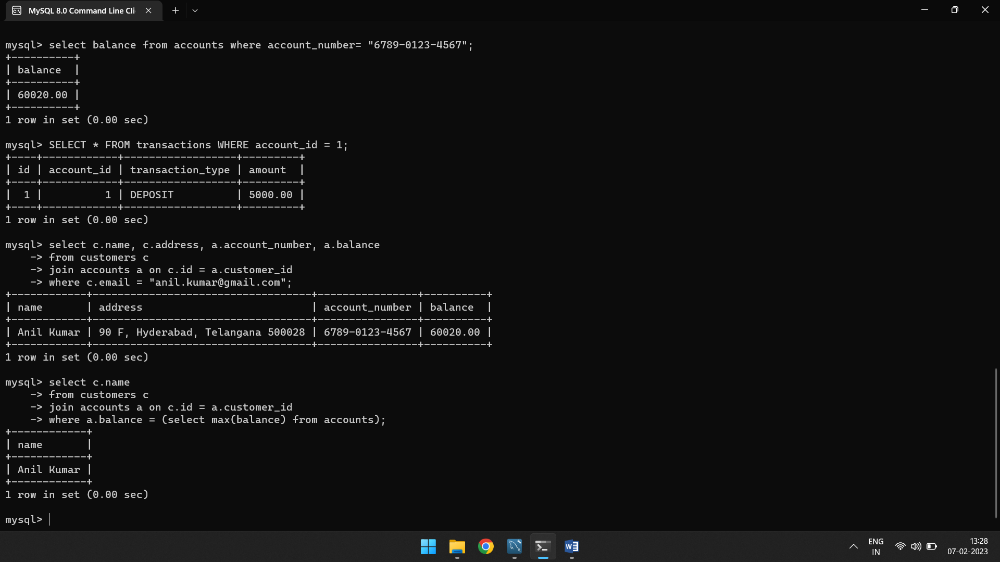 MySQL 8.0 Command Line Cli
mysql> select balance from accounts where account_number= "6789-0123-4567";
+----------+
| balance  |
+----------+
| 60020.00 |
+----------+
1 row in set (0.00 sec)
mysql> SELECT * FROM transactions WHERE account_id = 1;
+----+------------+------------------+---------+
| id | account_id | transaction_type | amount  |
+----+------------+------------------+---------+
|  1 |          1 | DEPOSIT          | 5000.00 |
+----+------------+------------------+---------+
1 row in set (0.00 sec)
mysql> select c.name, c.address, a.account_number, a.balance
    -> from customers c
    -> join accounts a on c.id = a.customer_id
    -> where c.email = "anil.kumar@gmail.com";
+------------+-----------------------------------+----------------+----------+
| name       | address                           | account_number | balance  |
+------------+-----------------------------------+----------------+----------+
| Anil Kumar | 90 F, Hyderabad, Telangana 500028 | 6789-0123-4567 | 60020.00 |
+------------+-----------------------------------+----------------+----------+
1 row in set (0.00 sec)
mysql> select c.name
    -> from customers c
    -> join accounts a on c.id = a.customer_id
    -> where a.balance = (select max(balance) from accounts);
+------------+
| name       |
+------------+
| Anil Kumar |
+------------+
1 row in set (0.00 sec)
mysql>
W
ENG
IN
13:28
07-02-2023